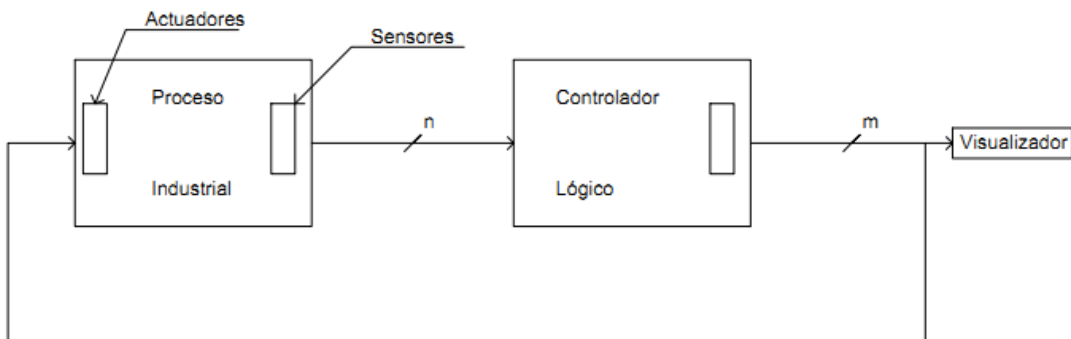 Actuadores
Sensores
Proceso
Industrial
n
Controlador
Lógico
m
Visualizador